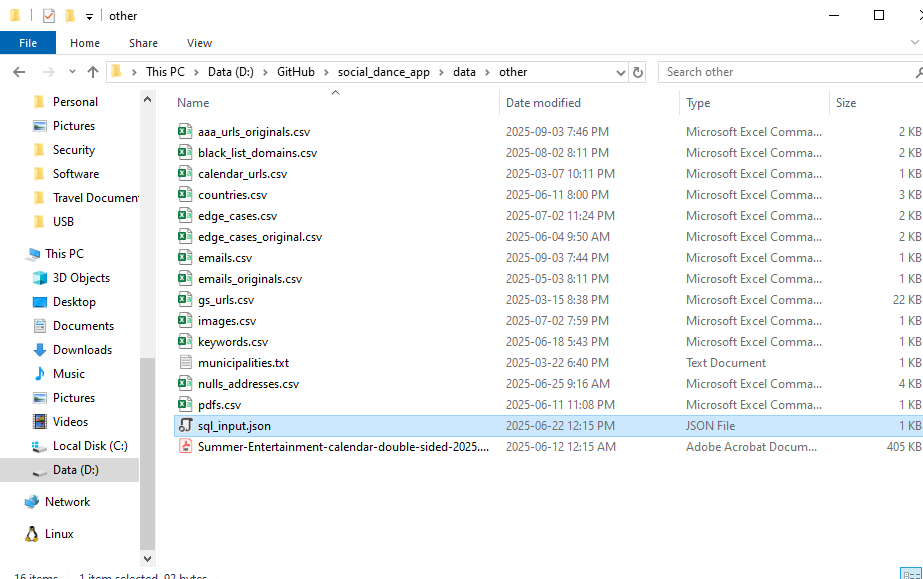 other
File Home Share View
This PC Data (D:) GitHub social_dance_app data other Search other
Personal
Pictures
Security
Software
Travel Documen
USB
This PC
3D Objects
Desktop
Documents
Downloads
Music
Pictures
Videos
Local Disk (C:)
Data (D:)
Network
Linux
Name Date modified Type Size
aaa_urls_originals.csv 2025-09-03 7:46 PM Microsoft Excel Comma... 2 KB
black_list_domains.csv 2025-08-02 8:11 PM Microsoft Excel Comma... 2 KB
calendar_urls.csv 2025-03-07 10:11 PM Microsoft Excel Comma... 1 KB
countries.csv 2025-06-11 8:00 PM Microsoft Excel Comma... 3 KB
edge_cases.csv 2025-07-02 11:24 PM Microsoft Excel Comma... 2 KB
edge_cases_original.csv 2025-06-04 9:50 AM Microsoft Excel Comma... 2 KB
emails.csv 2025-09-03 7:44 PM Microsoft Excel Comma... 1 KB
emails_originals.csv 2025-05-03 8:11 PM Microsoft Excel Comma... 1 KB
gs_urls.csv 2025-03-15 8:38 PM Microsoft Excel Comma... 22 KB
images.csv 2025-07-02 7:59 PM Microsoft Excel Comma... 1 KB
keywords.csv 2025-06-18 5:43 PM Microsoft Excel Comma... 1 KB
municipalities.txt 2025-03-22 6:40 PM Text Document 1 KB
nulls_addresses.csv 2025-06-25 9:16 AM Microsoft Excel Comma... 4 KB
pdfs.csv 2025-06-11 11:08 PM Microsoft Excel Comma... 1 KB
sql_input.json 2025-06-22 12:15 PM JSON File 1 KB
Summer-Entertainment-calendar-double-sided-2025.... 2025-06-12 12:15 AM Adobe Acrobat Docum... 405 KB
16 items 1 item selected 92 bytes